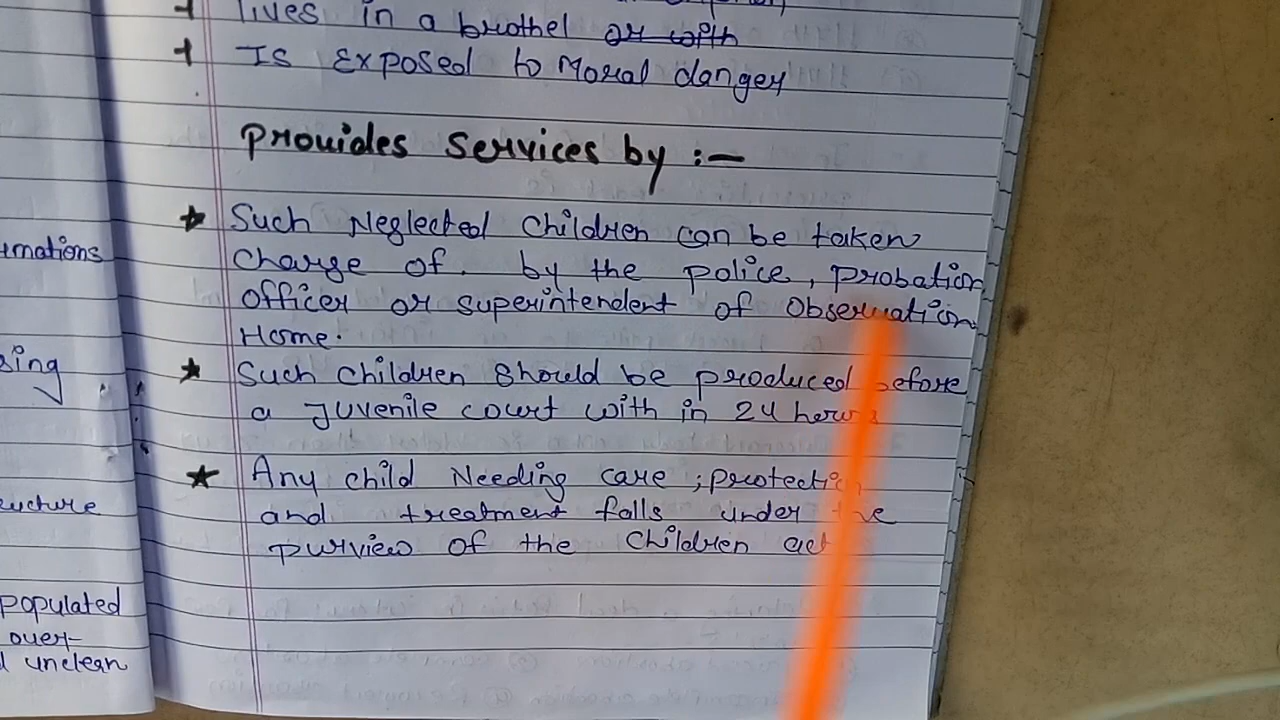 lives in a brothel or with
Is Exposed to Moral danger
Provides Services by :-
Such Neglected Children can be taken
Charge of. by the police, probation
Officer or superintendent of Observation
Home.
Such children should be produced before
a Juvenile court with in 24 hours
Any child Needing care ; protection
and treatment falls under the
purview of the Children act
sing
populated
over-
unclean